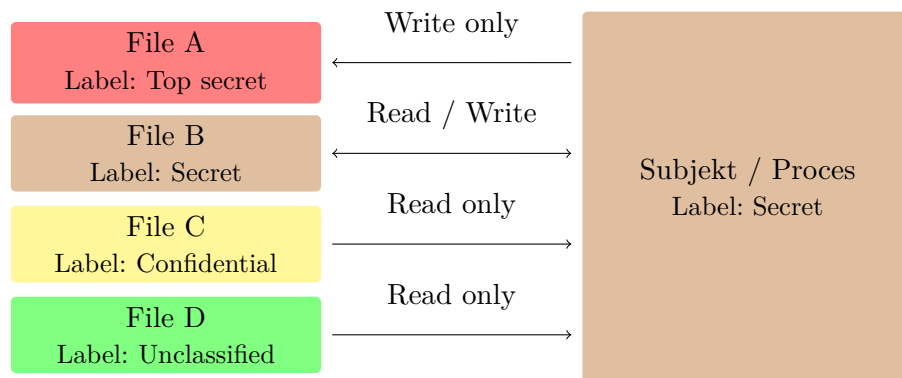 File A
Label: Top secret
Write only
File B
Label: Secret
Read / Write
File C
Label: Confidential
Read only
File D
Label: Unclassified
Read only
Subjekt / Proces
Label: Secret